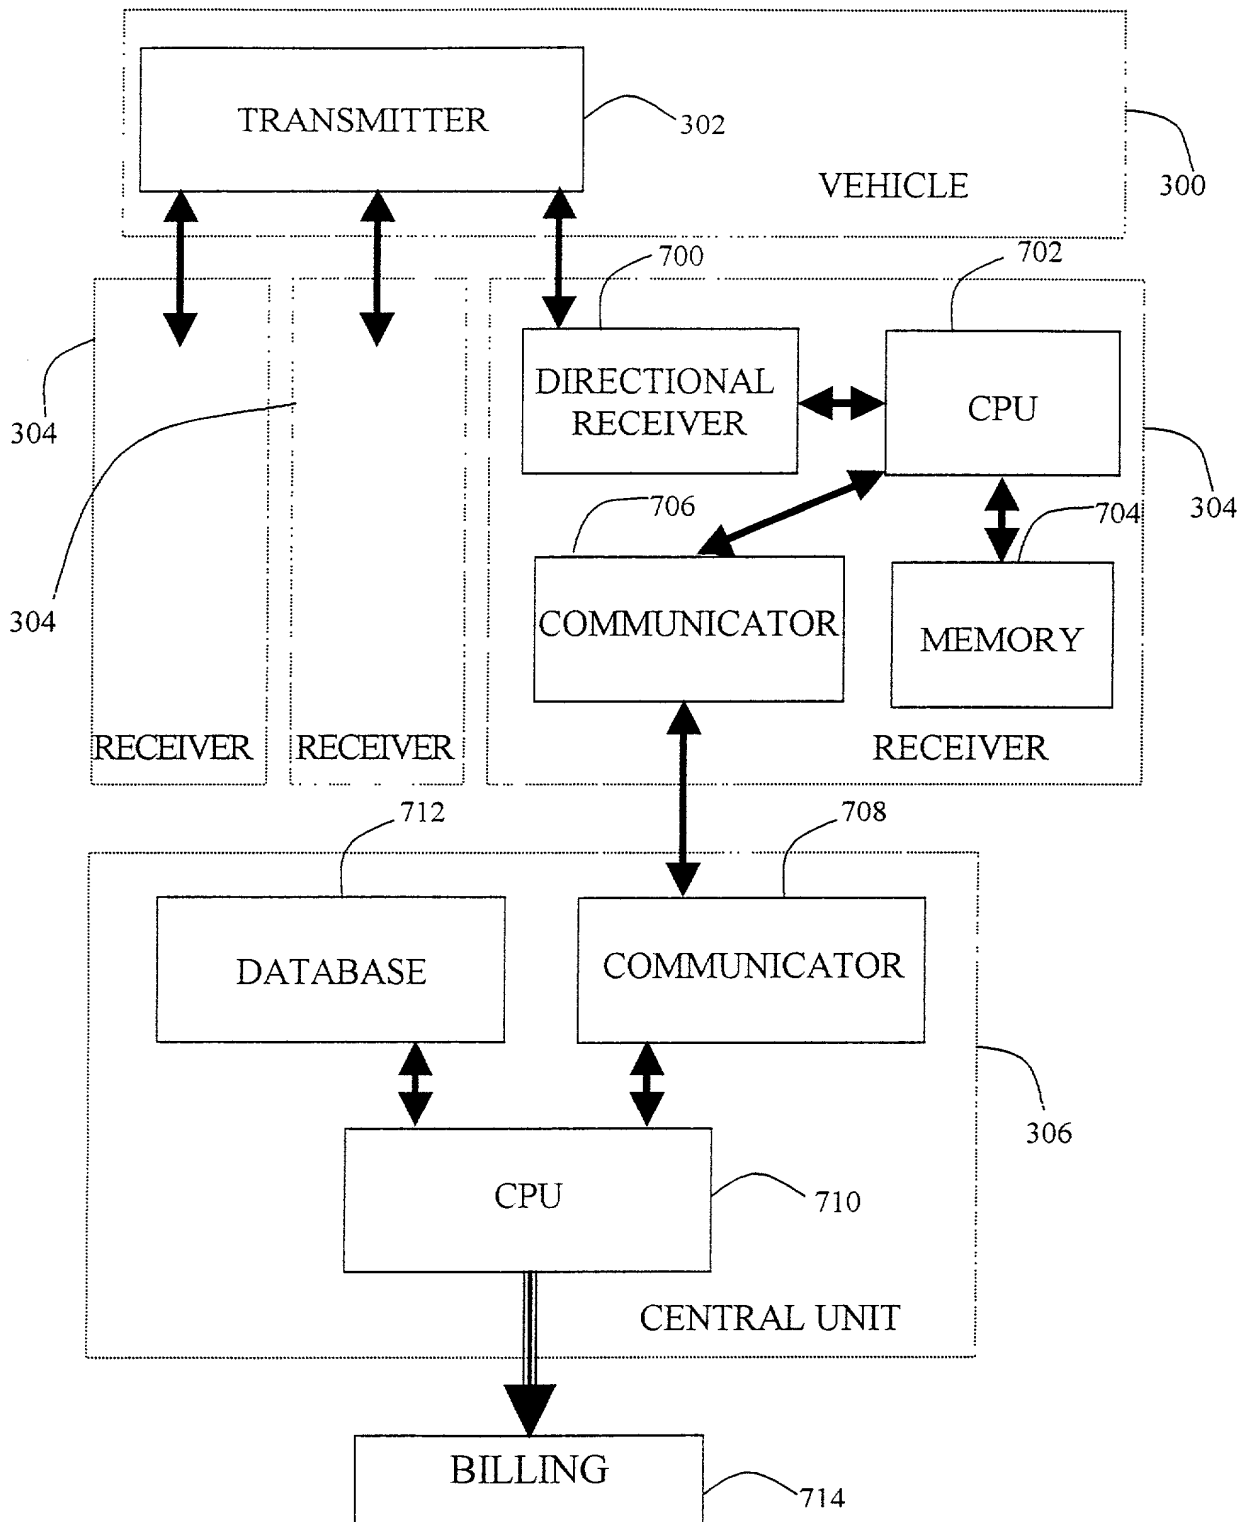 TRANSMITTER
302
VEHICLE
300
700
702
304
DIRECTIONAL
RECEIVER
CPU
304
706
704
304
COMMUNICATOR
MEMORY
RECEIVER
RECEIVER
RECEIVER
712
708
DATABASE
COMMUNICATOR
306
CPU
710
CENTRAL UNIT
BILLING
714